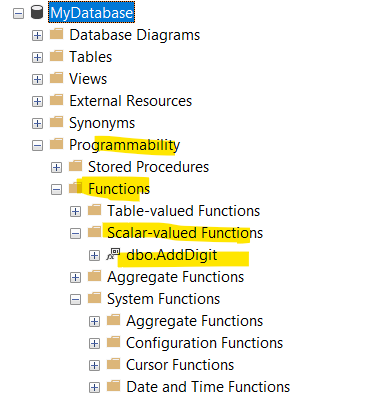 MyDatabase
Database Diagrams
Tables
Views
External Resources
Synonyms
Programmability
Stored Procedures
Functions
Table-valued Functions
Scalar-valued Functions
dbo.AddDigit
Aggregate Functions
System Functions
Aggregate Functions
Configuration Functions
Cursor Functions
Date and Time Functions